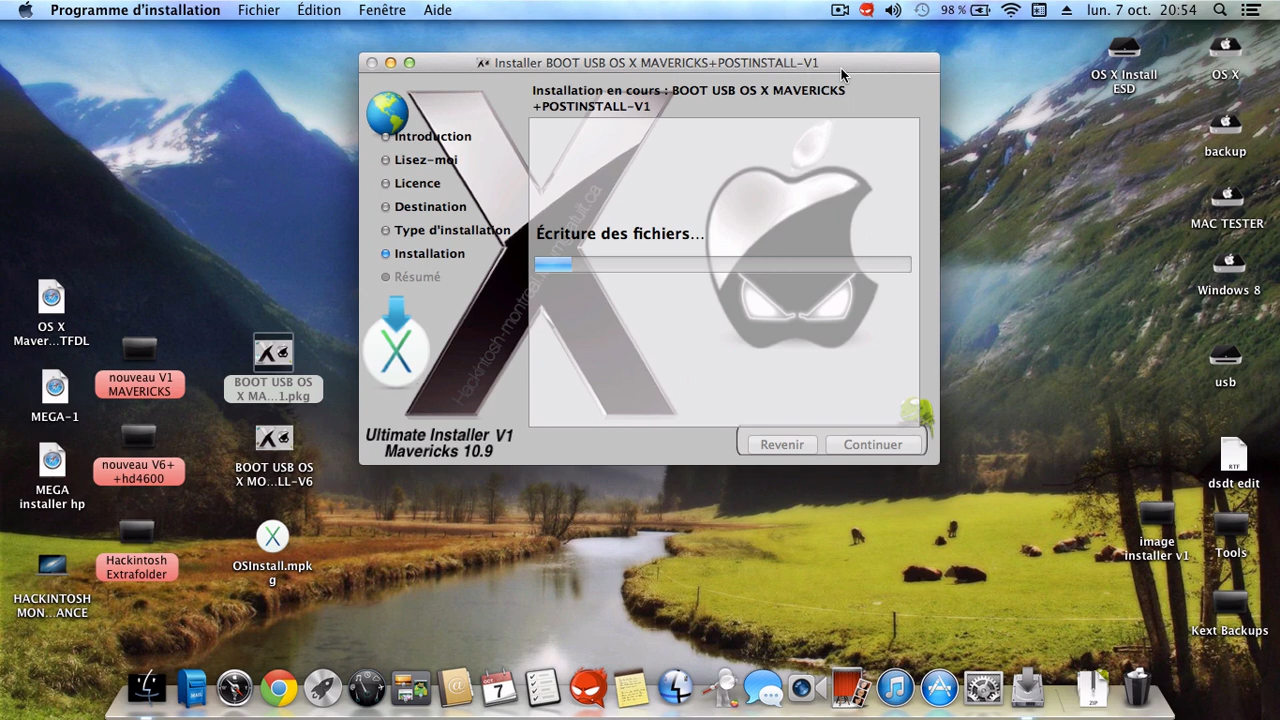 Programme d'installation Fichier Édition Fenêtre Aide
98 % lun. 7 oct. 20:54
Installer BOOT USB OS X MAVERICKS+POSTINSTALL-V1
Installation en cours : BOOT USB OS X MAVERICKS
+POSTINSTALL-V1
Introduction
Lisez-moi
Licence
Destination
Type d'installation
Installation
Résumé
Écriture des fichiers...
Ultimate Installer V1
Mavericks 10.9
Revenir
Continuer
OS X
Maver...TFDL
MEGA-1
MEGA
installer hp
HACKINTOSH
MON...ANCE
nouveau V1
MAVERICKS
nouveau V6+
+hd4600
Hackintosh
Extrafolder
BOOT USB OS
X MA...1.pkg
BOOT USB OS
X MO...LL-V6
OSInstall.mpk
g
OS X Install
ESD
OS X
backup
MAC TESTER
Windows 8
usb
RTF
dsdt edit
image
installer v1
Tools
Kext Backups
OCT
7
ZIP